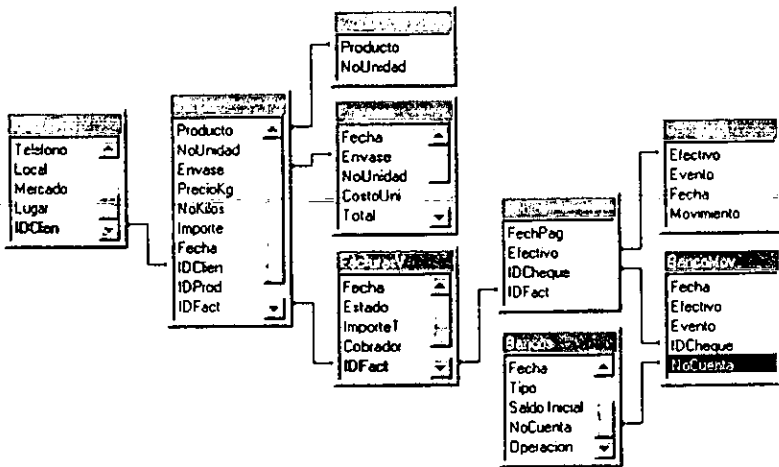 Producto
NoUnidad
Telefono
Local
Mercado
Lugar
IDClien
Producto
NoUnidad
Envase
PrecioKg
NoKilos
Importe
Fecha
IDClien
IDProd
IDFact
Fecha
Envase
NoUnidad
CostoUni
Total
FacturasV
Fecha
Estado
ImporteT
Cobrador
IDFact
FechPag
Efectivo
IDCheque
IDFact
Bancos
Fecha
Tipo
Saldo Inicial
NoCuenta
Operacion
Efectivo
Evento
Fecha
Movimiento
BancoMov
Fecha
Efectivo
Evento
IDCheque
NoCuenta